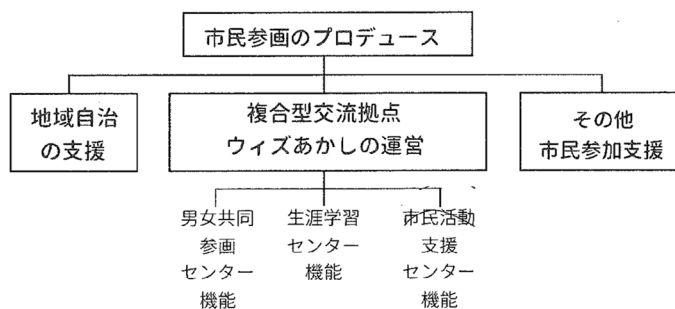 市民参画のプロデュース
地域自治
の支援
複合型交流拠点
ウィズあかしの運営
その他
市民参加支援
男女共同
参画
センター
機能
生涯学習
センター
機能
市民活動
支援
センター
機能